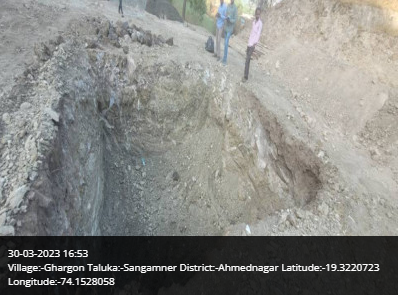 30-03-2023 16:53
Village:-Ghargon Taluka:-Sangamner District:-Ahmednagar Latitude:-19.3220723
Longitude:-74.1528058